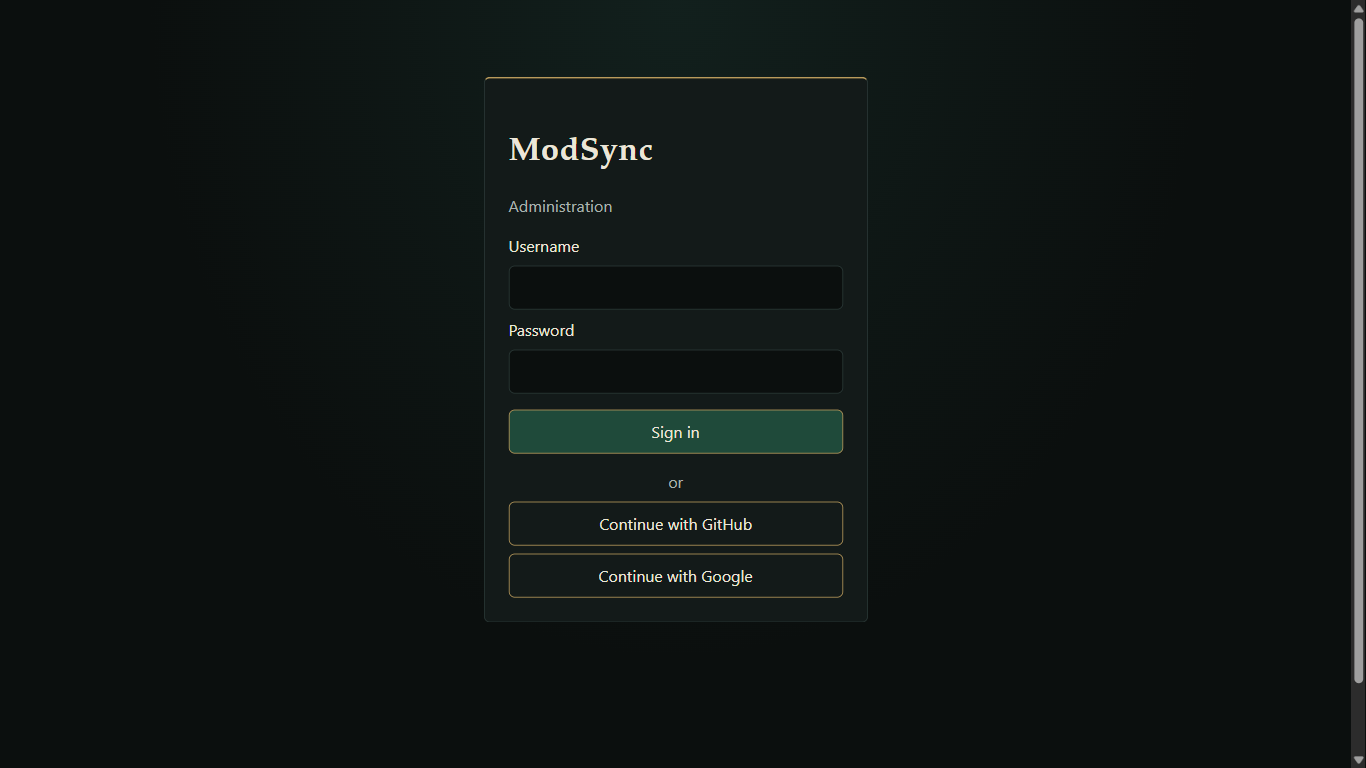 ModSync
Administration
Username
Password
Sign in
or
Continue with GitHub
Continue with Google